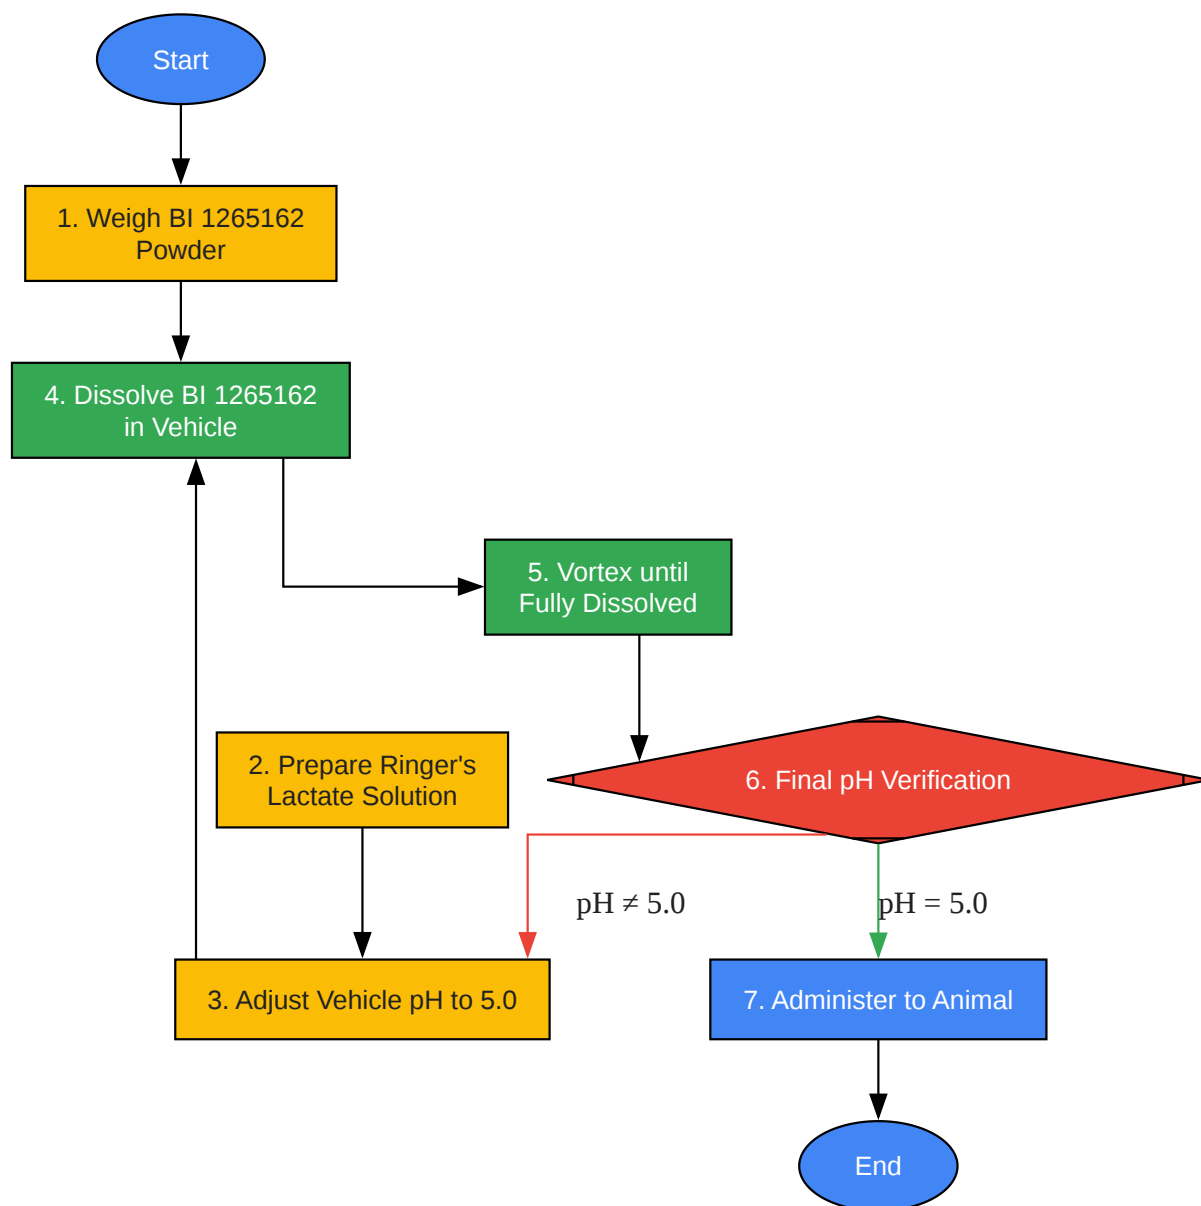 Start
1. Weigh BI 1265162
Powder
4. Dissolve BI 1265162
in Vehicle
5. Vortex until
Fully Dissolved
2. Prepare Ringer's
Lactate Solution
6. Final pH Verification
pH ≠ 5.0
pH = 5.0
3. Adjust Vehicle pH to 5.0
7. Administer to Animal
End